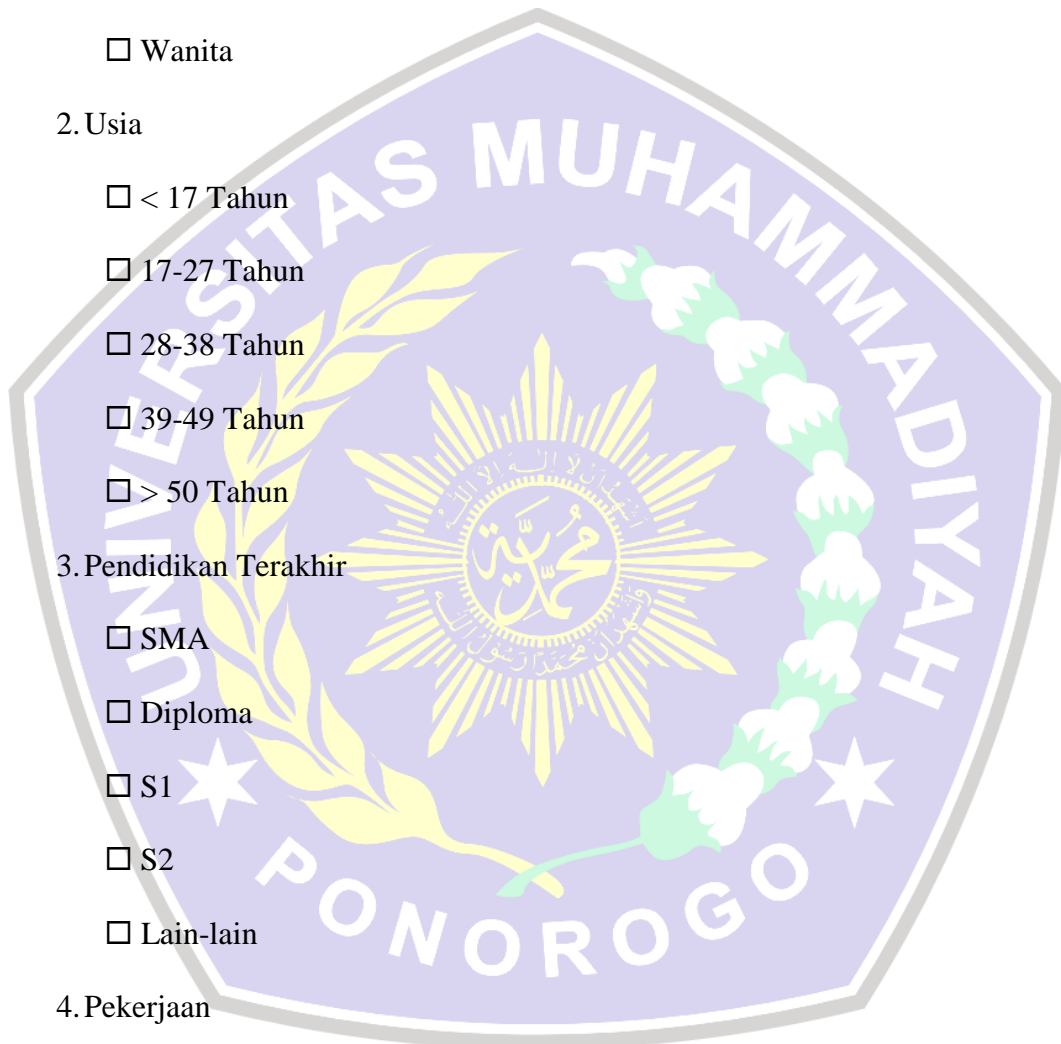 ☐ Wanita
2. Usia
☐ < 17 Tahun
☐ 17-27 Tahun
☐ 28-38 Tahun
☐ 39-49 Tahun
☐ > 50 Tahun
3. Pendidikan Terakhir
☐ SMA
☐ Diploma
☐ S1
☐ S2
☐ Lain-lain
4. Pekerjaan
UNIVERSITAS MUHAMMADIYAH
PONOROGO
محمدية